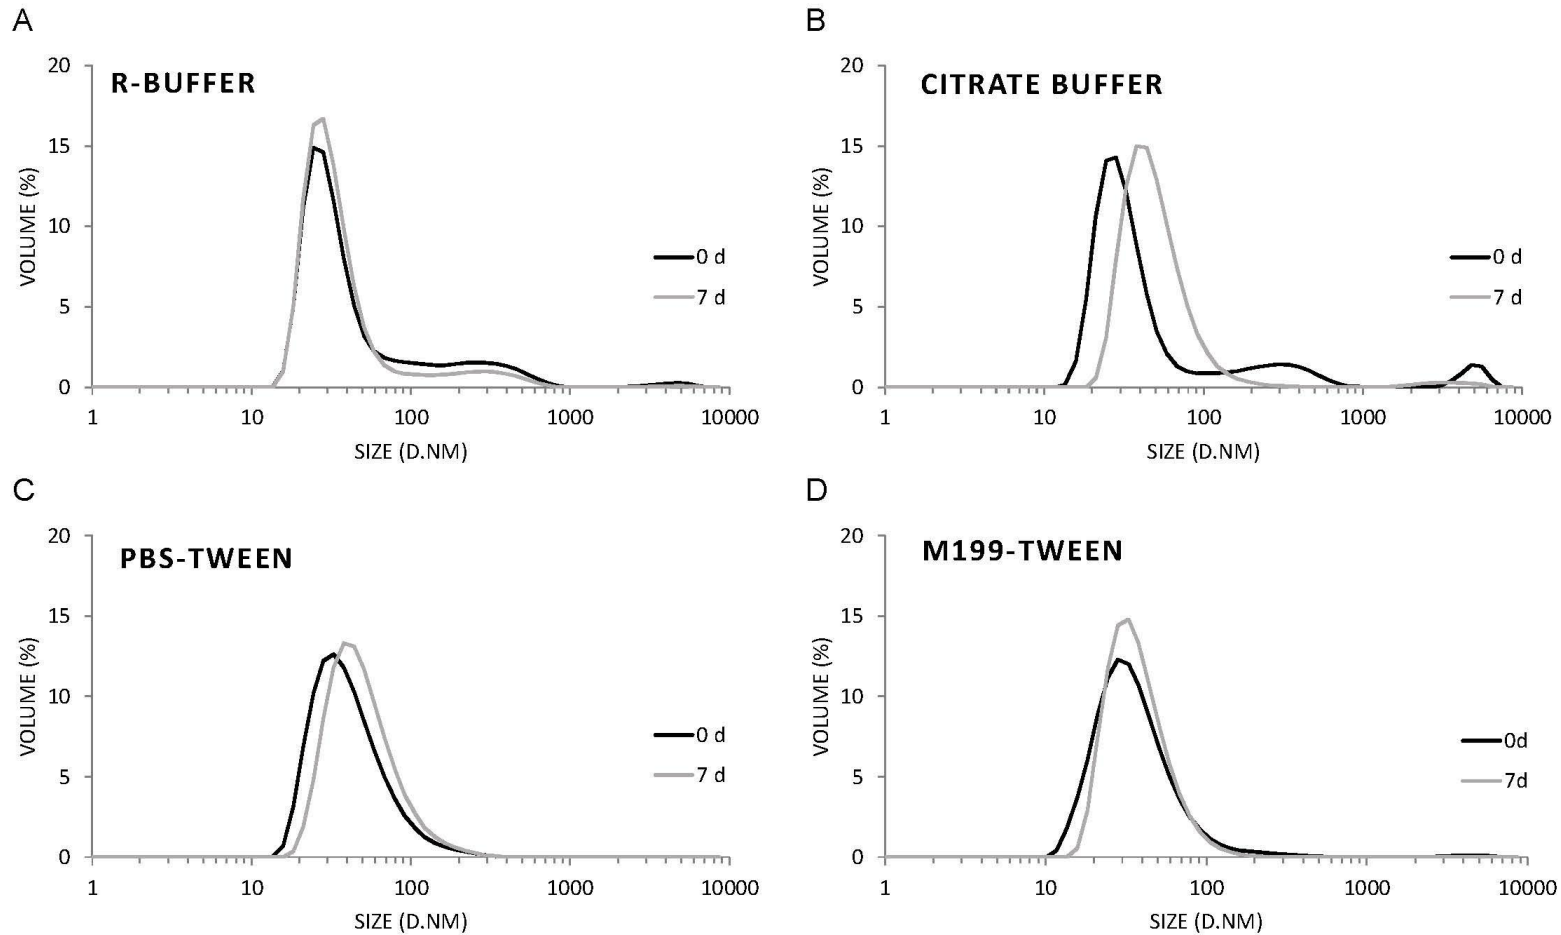 A
R-BUFFER
VOLUME (%)
20
15
10
5
0
1
10
100
1000
10000
SIZE (D.NM)
0 d
7 d
B
CITRATE BUFFER
VOLUME (%)
20
15
10
5
0
1
10
100
1000
10000
SIZE (D.NM)
0 d
7 d
C
PBS-TWEEN
VOLUME (%)
20
15
10
5
0
1
10
100
1000
10000
SIZE (D.NM)
0 d
7 d
D
M199-TWEEN
VOLUME (%)
20
15
10
5
0
1
10
100
1000
10000
SIZE (D.NM)
0d
7d